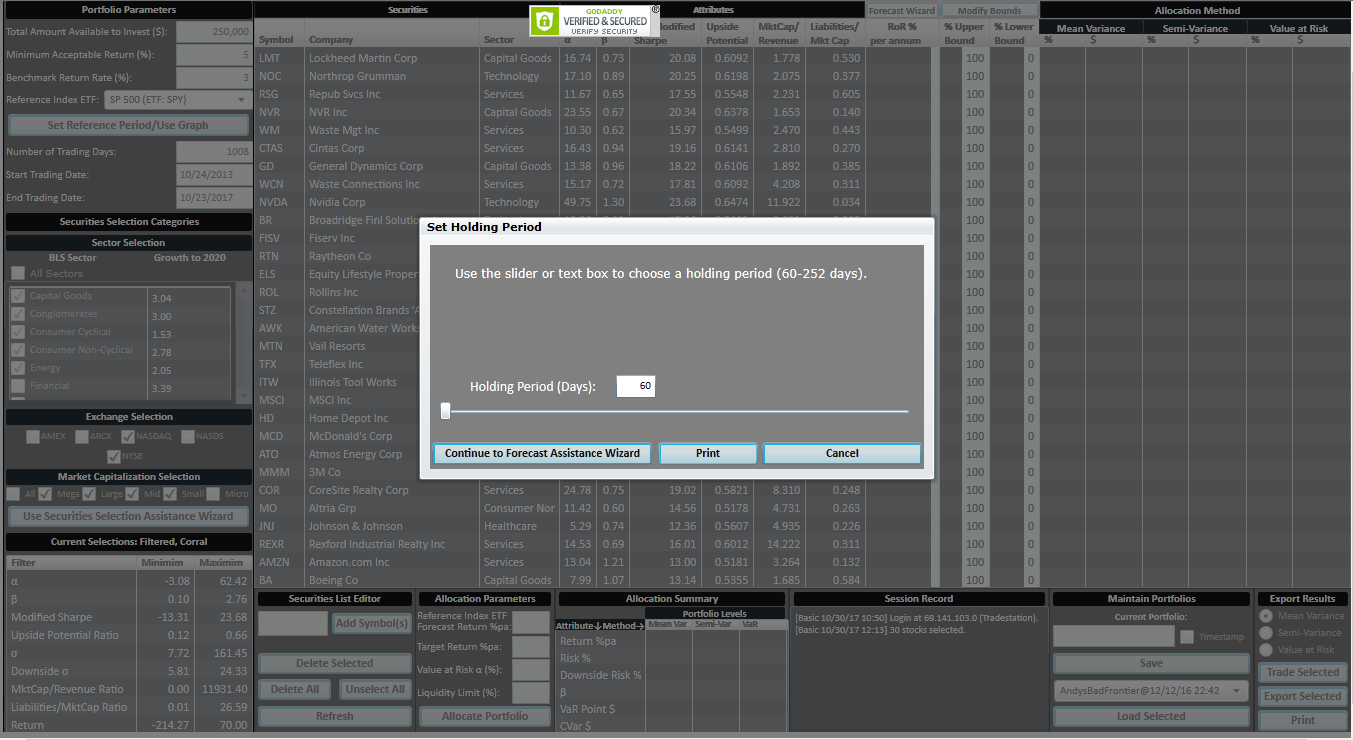 Portfolio Parameters
Total Amount Available to Invest ($): 250,000
Minimum Acceptable Return (%): 5
Benchmark Return Rate (%): 3
Reference Index ETF: SP 500 (ETF: SPY)
Set Reference Period/Use Graph
Number of Trading Days: 1008
Start Trading Date: 10/24/2013
End Trading Date: 10/23/2017
Securities Selection Categories
Sector Selection
BLS Sector Growth to 2020
All Sectors
Capital Goods 3.04
Conglomerates 3.00
Consumer Cyclical 1.53
Consumer Non-Cyclical 2.78
Energy 2.05
Financial 3.39
Exchange Selection
AMEX ARCX NASDAQ NASDS
NYSE
Market Capitalization Selection
All Mega Large Mid Small Micro
Use Securities Selection Assistance Wizard
Current Selections: Filtered, Corral
Filter Minimim Maximim
α -3.08 62.42
β 0.10 2.76
Modified Sharpe -13.31 23.68
Upside Potential Ratio 0.12 0.66
σ 7.72 161.45
Downside σ 5.81 24.33
MktCap/Revenue Ratio 0.00 11931.40
Liabilities/MktCap Ratio 0.01 26.59
Return -214.27 70.00
Securities Attributes Forecast Wizard Modify Bounds Allocation Method
GODADDY
VERIFIED & SECURED
VERIFY SECURITY
Symbol Company Sector α β Modified Sharpe Upside Potential MktCap/ Revenue Liabilities/ Mkt Cap RoR % per annum % Upper Bound % Lower Bound Mean Variance % $ Semi-Variance % $ Value at Risk % $
LMT Lockheed Martin Corp Capital Goods 16.74 0.73 20.08 0.6092 1.778 0.530 100 0
NOC Northrop Grumman Technology 17.10 0.89 20.25 0.6198 2.075 0.377 100 0
RSG Repub Svcs Inc Services 11.67 0.65 17.55 0.5548 2.231 0.605 100 0
NVR NVR Inc Capital Goods 23.55 0.67 20.34 0.6378 1.653 0.140 100 0
WM Waste Mgt Inc Services 10.30 0.62 15.97 0.5499 2.470 0.443 100 0
CTAS Cintas Corp Services 16.43 0.94 19.16 0.6141 2.810 0.270 100 0
GD General Dynamics Corp Capital Goods 13.38 0.96 18.22 0.6106 1.892 0.385 100 0
WCN Waste Connections Inc Services 15.17 0.72 17.81 0.6092 4.208 0.311 100 0
NVDA Nvidia Corp Technology 49.75 1.30 23.68 0.6474 11.922 0.034 100 0
BR Broadridge Finl Solutio 100 0
FISV Fiserv Inc 100 0
RTN Raytheon Co 100 0
ELS Equity Lifestyle Proper 100 0
ROL Rollins Inc 100 0
STZ Constellation Brands 'A 100 0
AWK American Water Works 100 0
MTN Vail Resorts 100 0
TFX Teleflex Inc 100 0
ITW Illinois Tool Works 100 0
MSCI MSCI Inc 100 0
HD Home Depot Inc 100 0
MCD McDonald's Corp 100 0
ATO Atmos Energy Corp 100 0
MMM 3M Co 100 0
COR CoreSite Realty Corp Services 24.78 0.75 19.02 0.5821 8.310 0.248 100 0
MO Altria Grp Consumer Nor 11.42 0.60 14.56 0.5178 4.731 0.263 100 0
JNJ Johnson & Johnson Healthcare 5.29 0.74 12.36 0.5607 4.935 0.226 100 0
REXR Rexford Industrial Realty Inc Services 14.53 0.69 16.01 0.6012 14.222 0.311 100 0
AMZN Amazon.com Inc Services 13.04 1.21 13.00 0.5181 3.264 0.132 100 0
BA Boeing Co Capital Goods 7.99 1.07 13.14 0.5355 1.685 0.584 100 0
Set Holding Period
Use the slider or text box to choose a holding period (60-252 days).
Holding Period (Days): 60
Continue to Forecast Assistance Wizard Print Cancel
Securities List Editor
Add Symbol(s)
Delete Selected
Delete All Unselect All
Refresh
Allocation Parameters
Reference Index ETF
Forecast Return %pa:
Target Return %pa:
Value at Risk α (%):
Liquidity Limit (%):
Allocate Portfolio
Allocation Summary
Portfolio Levels
Attribute↓ Method→ Mean Var Semi-Var VaR
Return %pa
Risk %
Downside Risk %
β
VaR Point $
CVar $
Session Record
[Basic 10/30/17 10:50] Login at 69.141.103.0 (Tradestation).
[Basic 10/30/17 12:13] 30 stocks selected.
Maintain Portfolios
Current Portfolio:
Timestamp
Save
AndysBadFrontier@12/12/16 22:42
Load Selected
Export Results
Mean Variance
Semi-Variance
Value at Risk
Trade Selected
Export Selected
Print